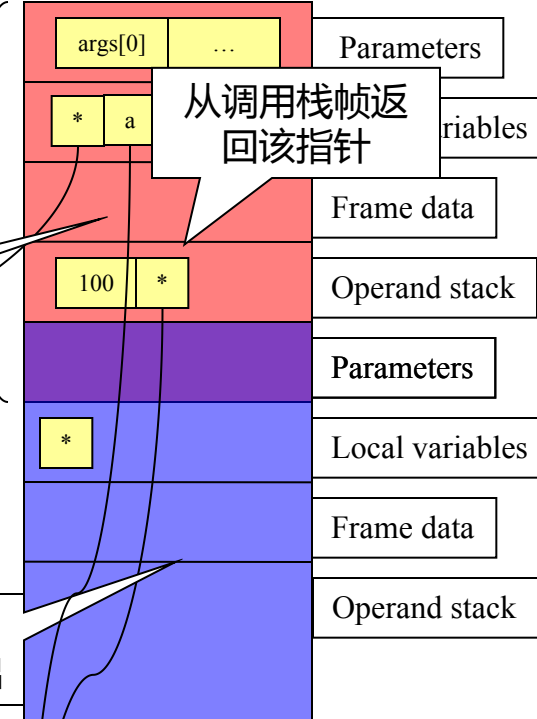 args[0] … Parameters
从调用栈帧返
回该指针
* a riables
Frame data
100 * Operand stack
Parameters
* Local variables
Frame data
Operand stack